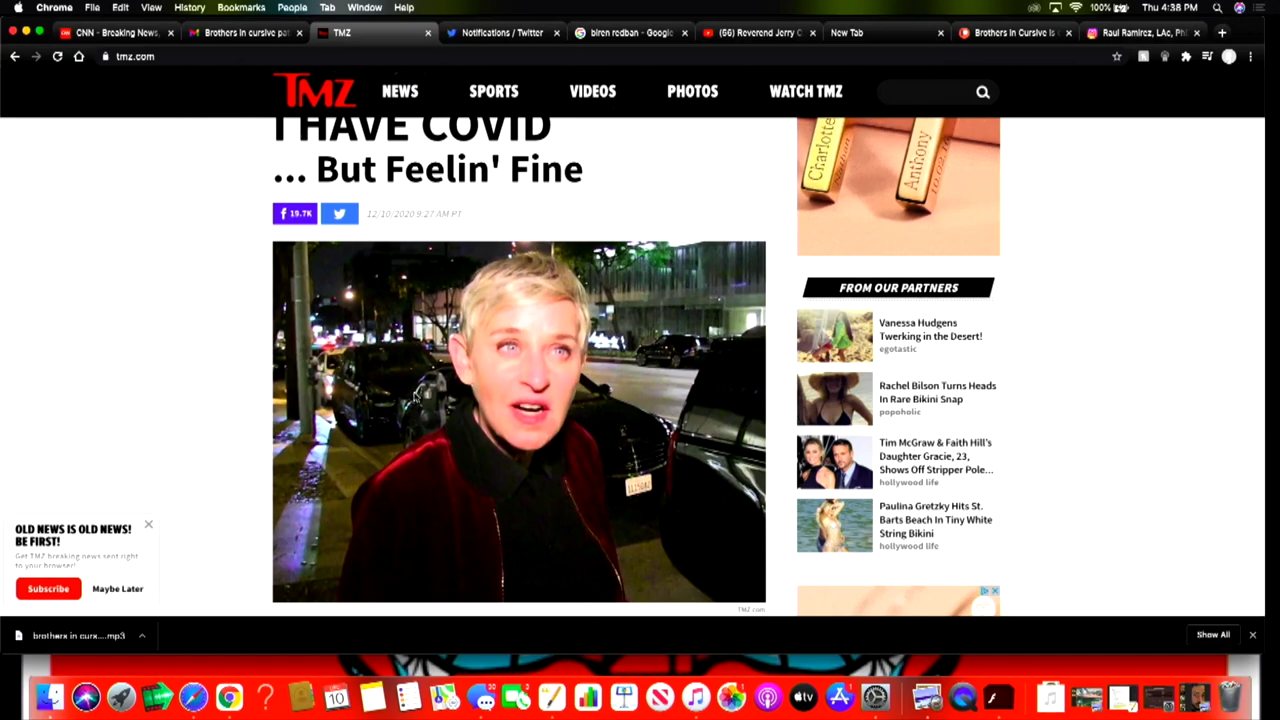 Chrome File Edit View History Bookmarks People Tab Window Help 100% Thu 4:38 PM
CNN - Breaking News, Brothers in cursive pat TMZ Notifications / Twitter biren redban - Google (66) Reverend Jerry C New Tab Brothers in Cursive is Raul Ramirez, LAc, Ph
tmz.com
TMZ NEWS SPORTS VIDEOS PHOTOS WATCH TMZ
I HAVE COVID
... But Feelin' Fine
19.7K 12/10/2020 9:27 AM PT
Charlotte
Anthony
FROM OUR PARTNERS
Vanessa Hudgens
Twerking in the Desert!
egotastic
Rachel Bilson Turns Heads
In Rare Bikini Snap
popoholic
Tim McGraw & Faith Hill's
Daughter Gracie, 23,
Shows Off Stripper Pole...
hollywood life
Paulina Gretzky Hits St.
Barts Beach In Tiny White
String Bikini
hollywood life
OLD NEWS IS OLD NEWS!
BE FIRST!
Get TMZ breaking news sent right
to your browser!
Subscribe Maybe Later
TMZ.com
brothers in curs....mp3 Show All
10